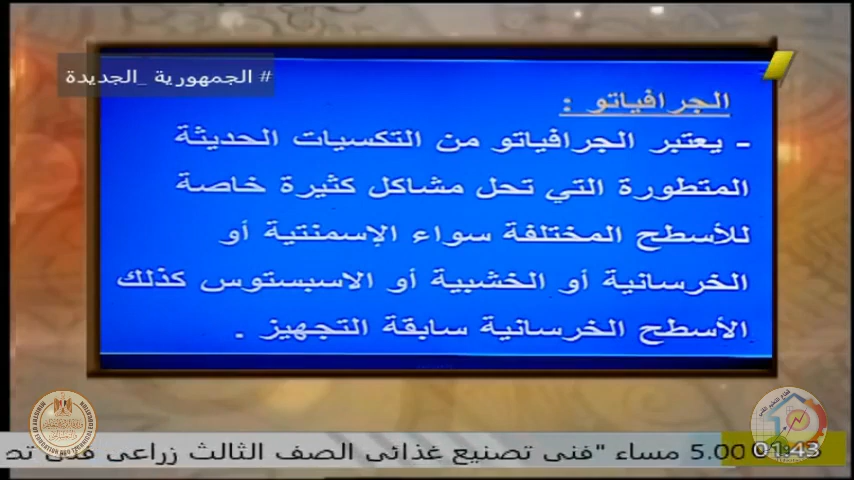 # الجمهورية _الجديدة
الجرافياتو :
- يعتبر الجرافياتو من التكسيات الحديثة
المتطورة التي تحل مشاكل كثيرة خاصة
للأسطح المختلفة سواء الإسمنتية أو
الخرسانية أو الخشبية أو الاسبستوس كذلك
الأسطح الخرسانية سابقة التجهيز .
5.00 مساء "فنى تصنيع غذائى الصف الثالث زراعى فنى
01:43